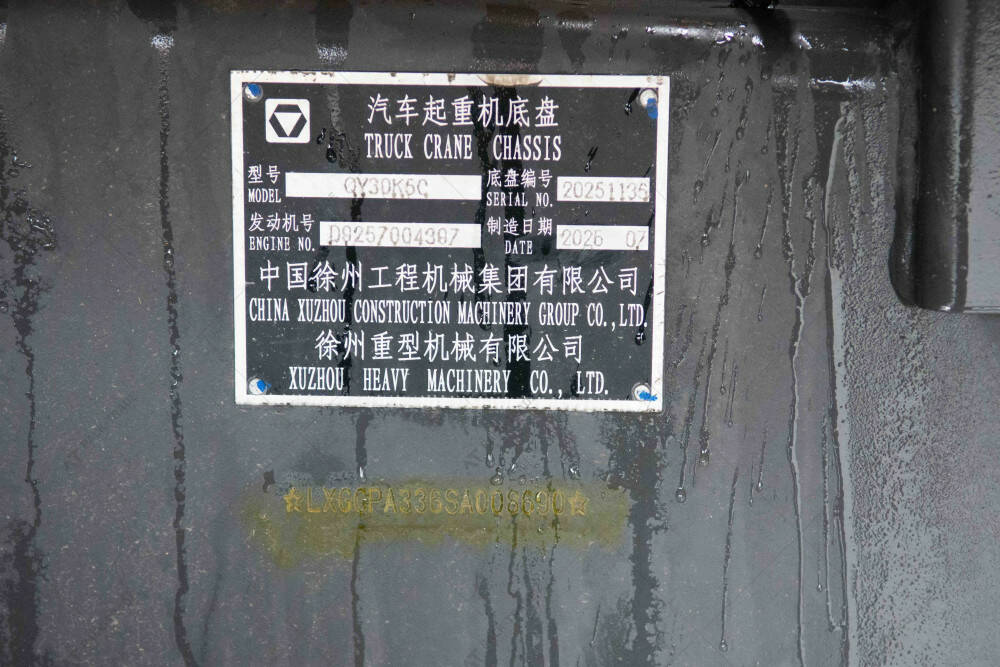 汽车起重机底盘
TRUCK CRANE CHASSIS
型号 MODEL QY30K5C 底盘编号 SERIAL NO. 20251135
发动机号 ENGINE NO. D9257004397 制造日期 DATE 2025 07
中国徐州工程机械集团有限公司
CHINA XUZHOU CONSTRUCTION MACHINERY GROUP CO.,LTD.
徐州重型机械有限公司
XUZHOU HEAVY MACHINERY CO., LTD.
☆LXGCPA336SA008690☆